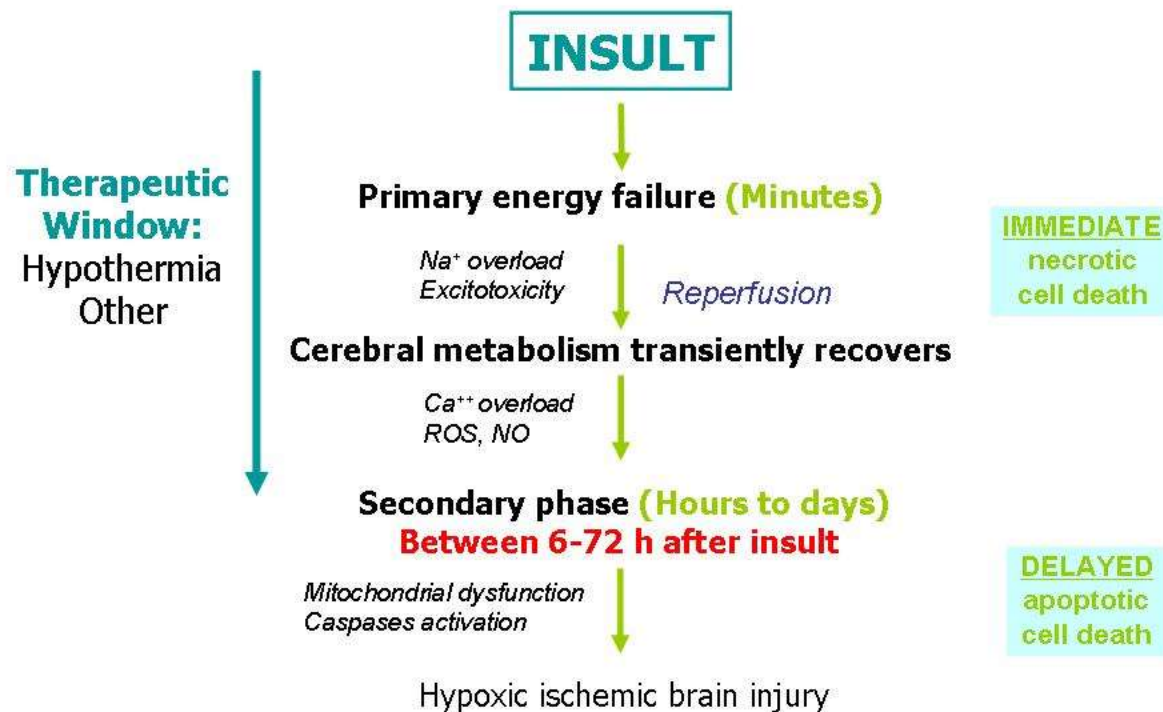 INSULT
Therapeutic
Window:
Hypothermia
Other
Primary energy failure (Minutes)
Na⁺ overload
Excitotoxicity
Reperfusion
IMMEDIATE
necrotic
cell death
Cerebral metabolism transiently recovers
Ca⁺⁺ overload
ROS, NO
Secondary phase (Hours to days)
Between 6-72 h after insult
Mitochondrial dysfunction
Caspases activation
DELAYED
apoptotic
cell death
Hypoxic ischemic brain injury